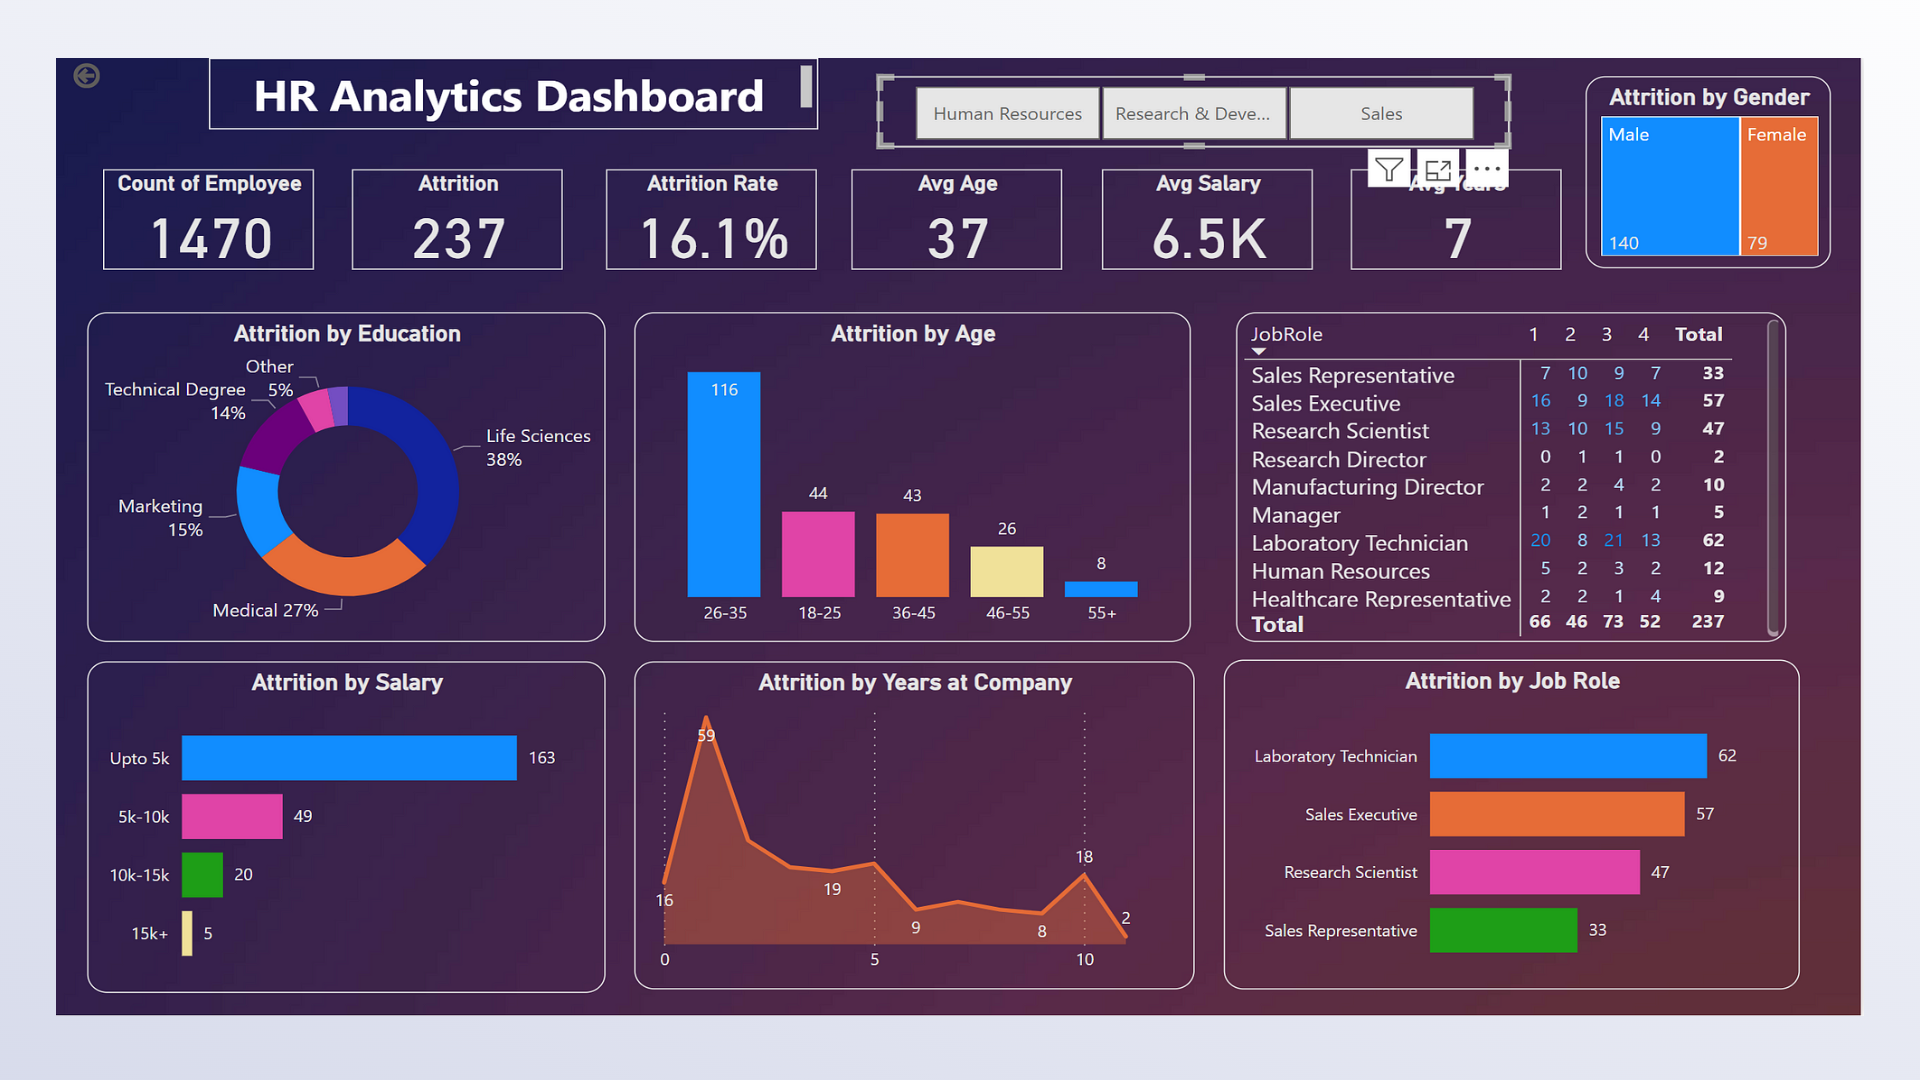 HR Analytics Dashboard
Human Resources
Research & Deve...
Sales
Attrition by Gender
Male
Female
140
79
Count of Employee
1470
Attrition
237
Attrition Rate
16.1%
Avg Age
37
Avg Salary
6.5K
Avg Years
7
Attrition by Education
Other
5%
Technical Degree
14%
Life Sciences
38%
Marketing
15%
Medical 27%
Attrition by Age
116
44
43
26
8
26-35
18-25
36-45
46-55
55+
JobRole 1 2 3 4 Total
Sales Representative 7 10 9 7 33
Sales Executive 16 9 18 14 57
Research Scientist 13 10 15 9 47
Research Director 0 1 1 0 2
Manufacturing Director 2 2 4 2 10
Manager 1 2 1 1 5
Laboratory Technician 20 8 21 13 62
Human Resources 5 2 3 2 12
Healthcare Representative 2 2 1 4 9
Total 66 46 73 52 237
Attrition by Salary
Upto 5k 163
5k-10k 49
10k-15k 20
15k+ 5
Attrition by Years at Company
59
16
19
9
8
18
2
0 5 10
Attrition by Job Role
Laboratory Technician 62
Sales Executive 57
Research Scientist 47
Sales Representative 33